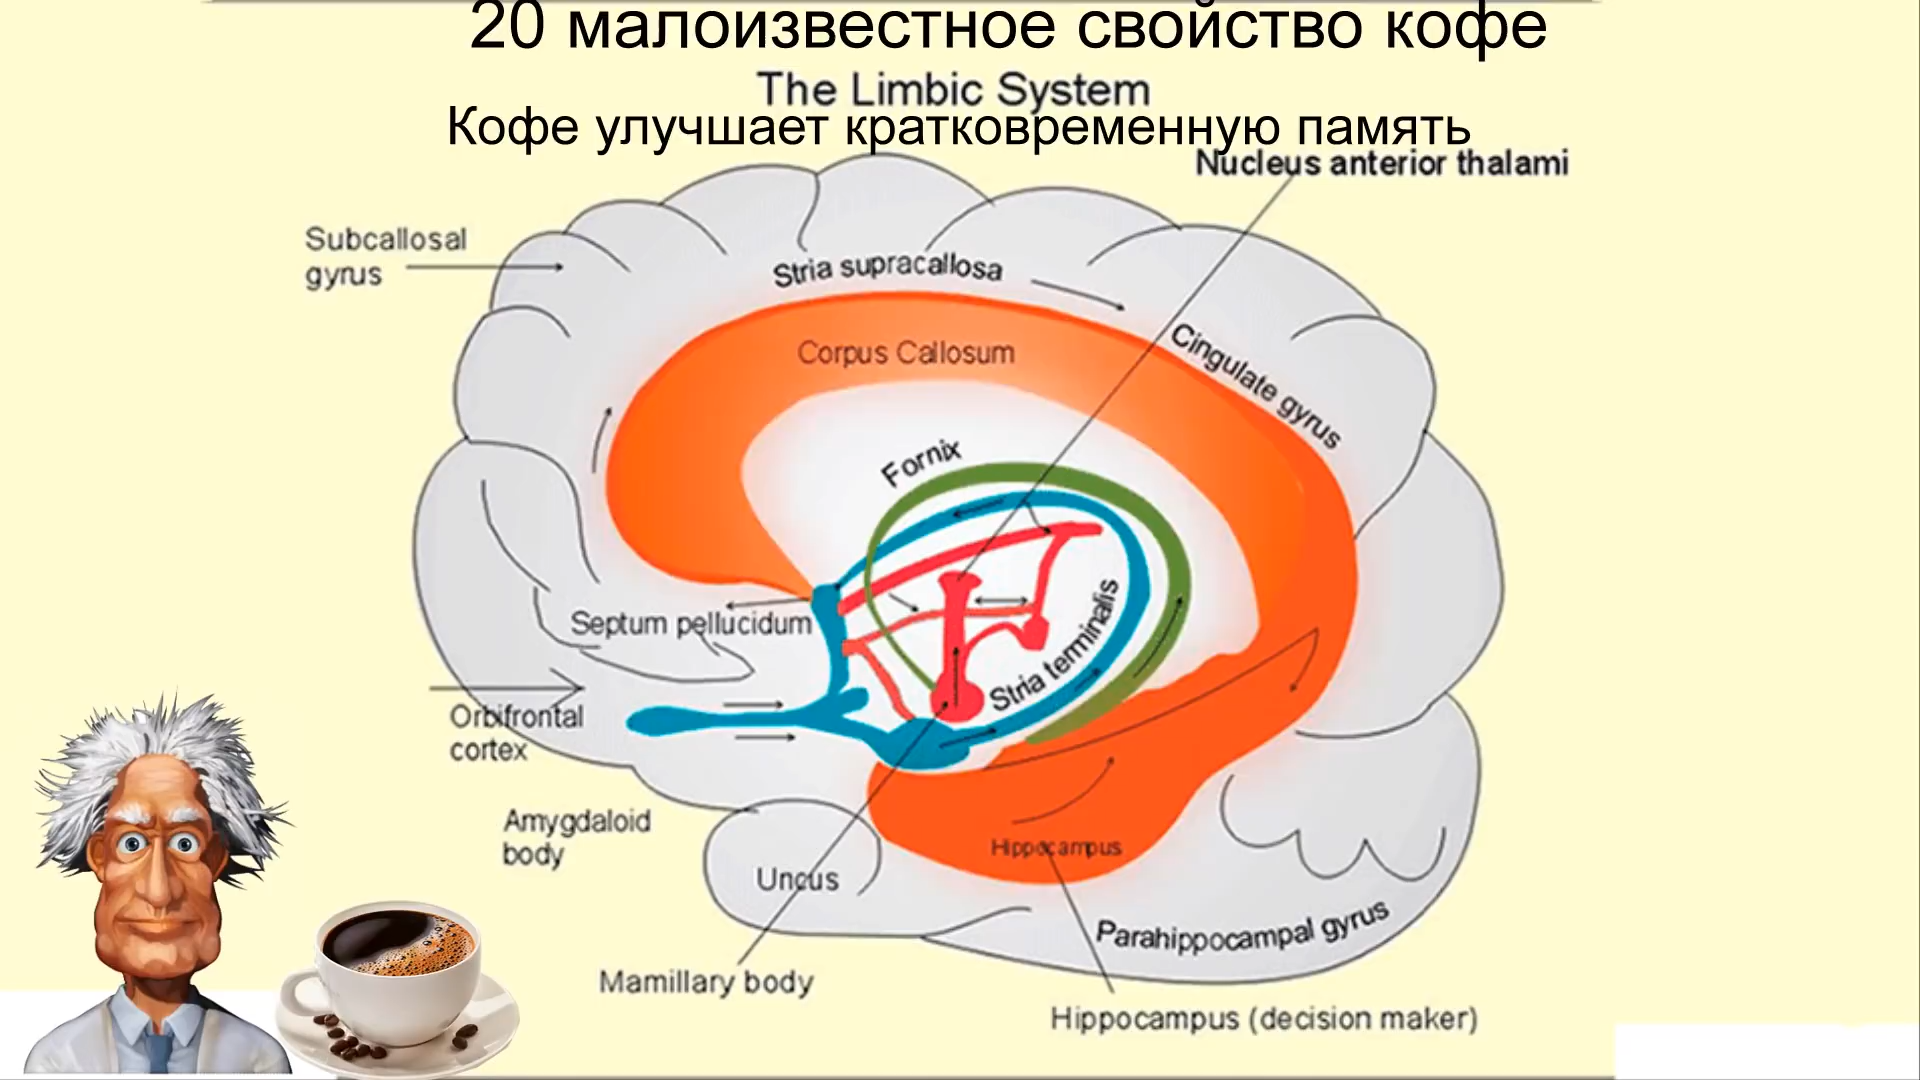 20 малоизвестное свойство кофе
The Limbic System
Кофе улучшает кратковременную память
Nucleus anterior thalami
Subcallosal
gyrus
Stria supracallosa
Corpus Callosum
Cingulate gyrus
Fornix
Septum pellucidum
Stria terminalis
Orbifrontal
cortex
Amygdaloid
body
Hippocampus
Uncus
Parahippocampal gyrus
Mamillary body
Hippocampus (decision maker)